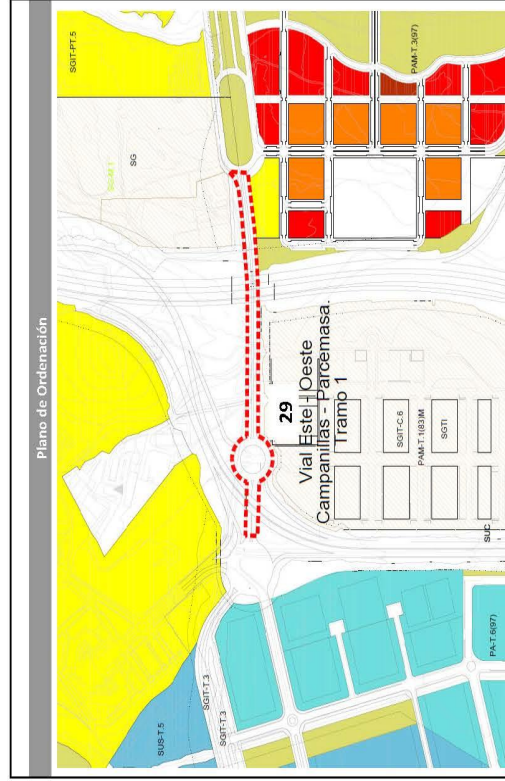 Plano de Ordenación
SGIT-PT.5
SG
PAM-T.3(97)
29
Vial Este - Oeste
Campanillas - Parcemasa.
Tramo 1
SGIT-C.6
PAM-T.1(83)M
SGTI
SUC
SUS-T.5
SGIT-T.3
SGIT-T.3
PA-T.6(97)